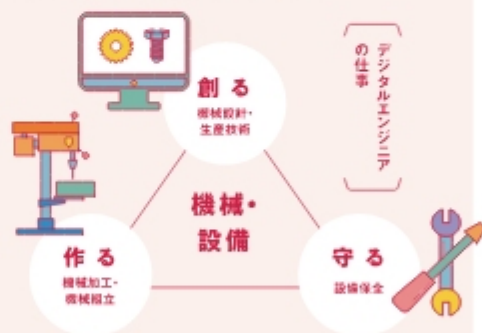 デジタルエンジニア
の仕事
創る
機械設計・
生産技術
機械・
設備
作る
機械加工・
機械組立
守る
設備保全